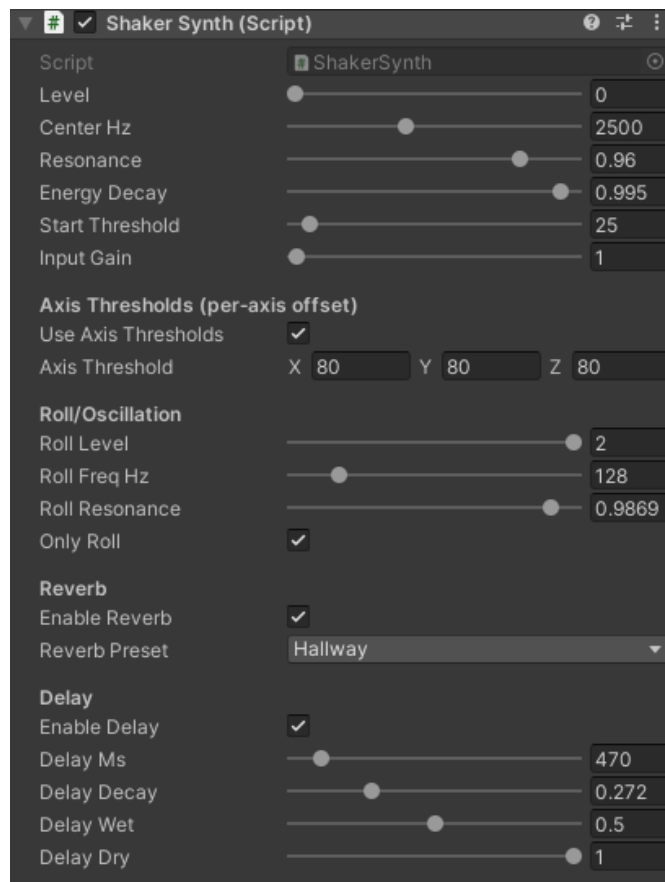 # Shaker Synth (Script)
Script ShakerSynth
Level 0
Center Hz 2500
Resonance 0.96
Energy Decay 0.995
Start Threshold 25
Input Gain 1
Axis Thresholds (per-axis offset)
Use Axis Thresholds
Axis Threshold X 80 Y 80 Z 80
Roll/Oscillation
Roll Level 2
Roll Freq Hz 128
Roll Resonance 0.9869
Only Roll
Reverb
Enable Reverb
Reverb Preset Hallway
Delay
Enable Delay
Delay Ms 470
Delay Decay 0.272
Delay Wet 0.5
Delay Dry 1